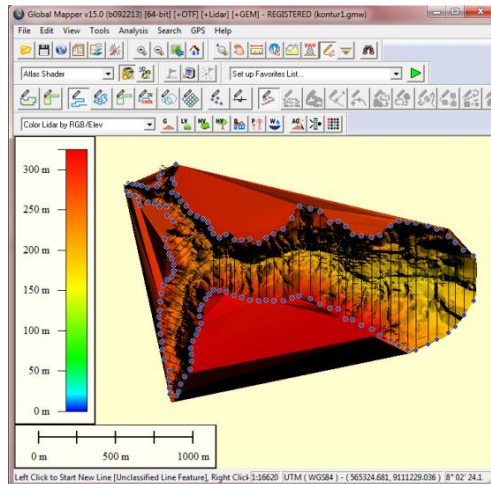 Global Mapper v15.0 (b092213) [64-bit] [+OTF] [+Lidar] [+GEM] - REGISTERED (kontur1.gmw)
File Edit View Tools Analysis Search GPS Help
Atlas Shader
Set up Favorites List...
Color Lidar by RGB/Elev
300 m
250 m
200 m
150 m
100 m
50 m
0 m
0 m 500 m 1000 m
Left Click to Start New Line [Unclassified Line Feature], Right Click 1:16620 UTM ( WGS84 ) - ( 565324.681, 9111229.036 ) 8° 02' 24.1